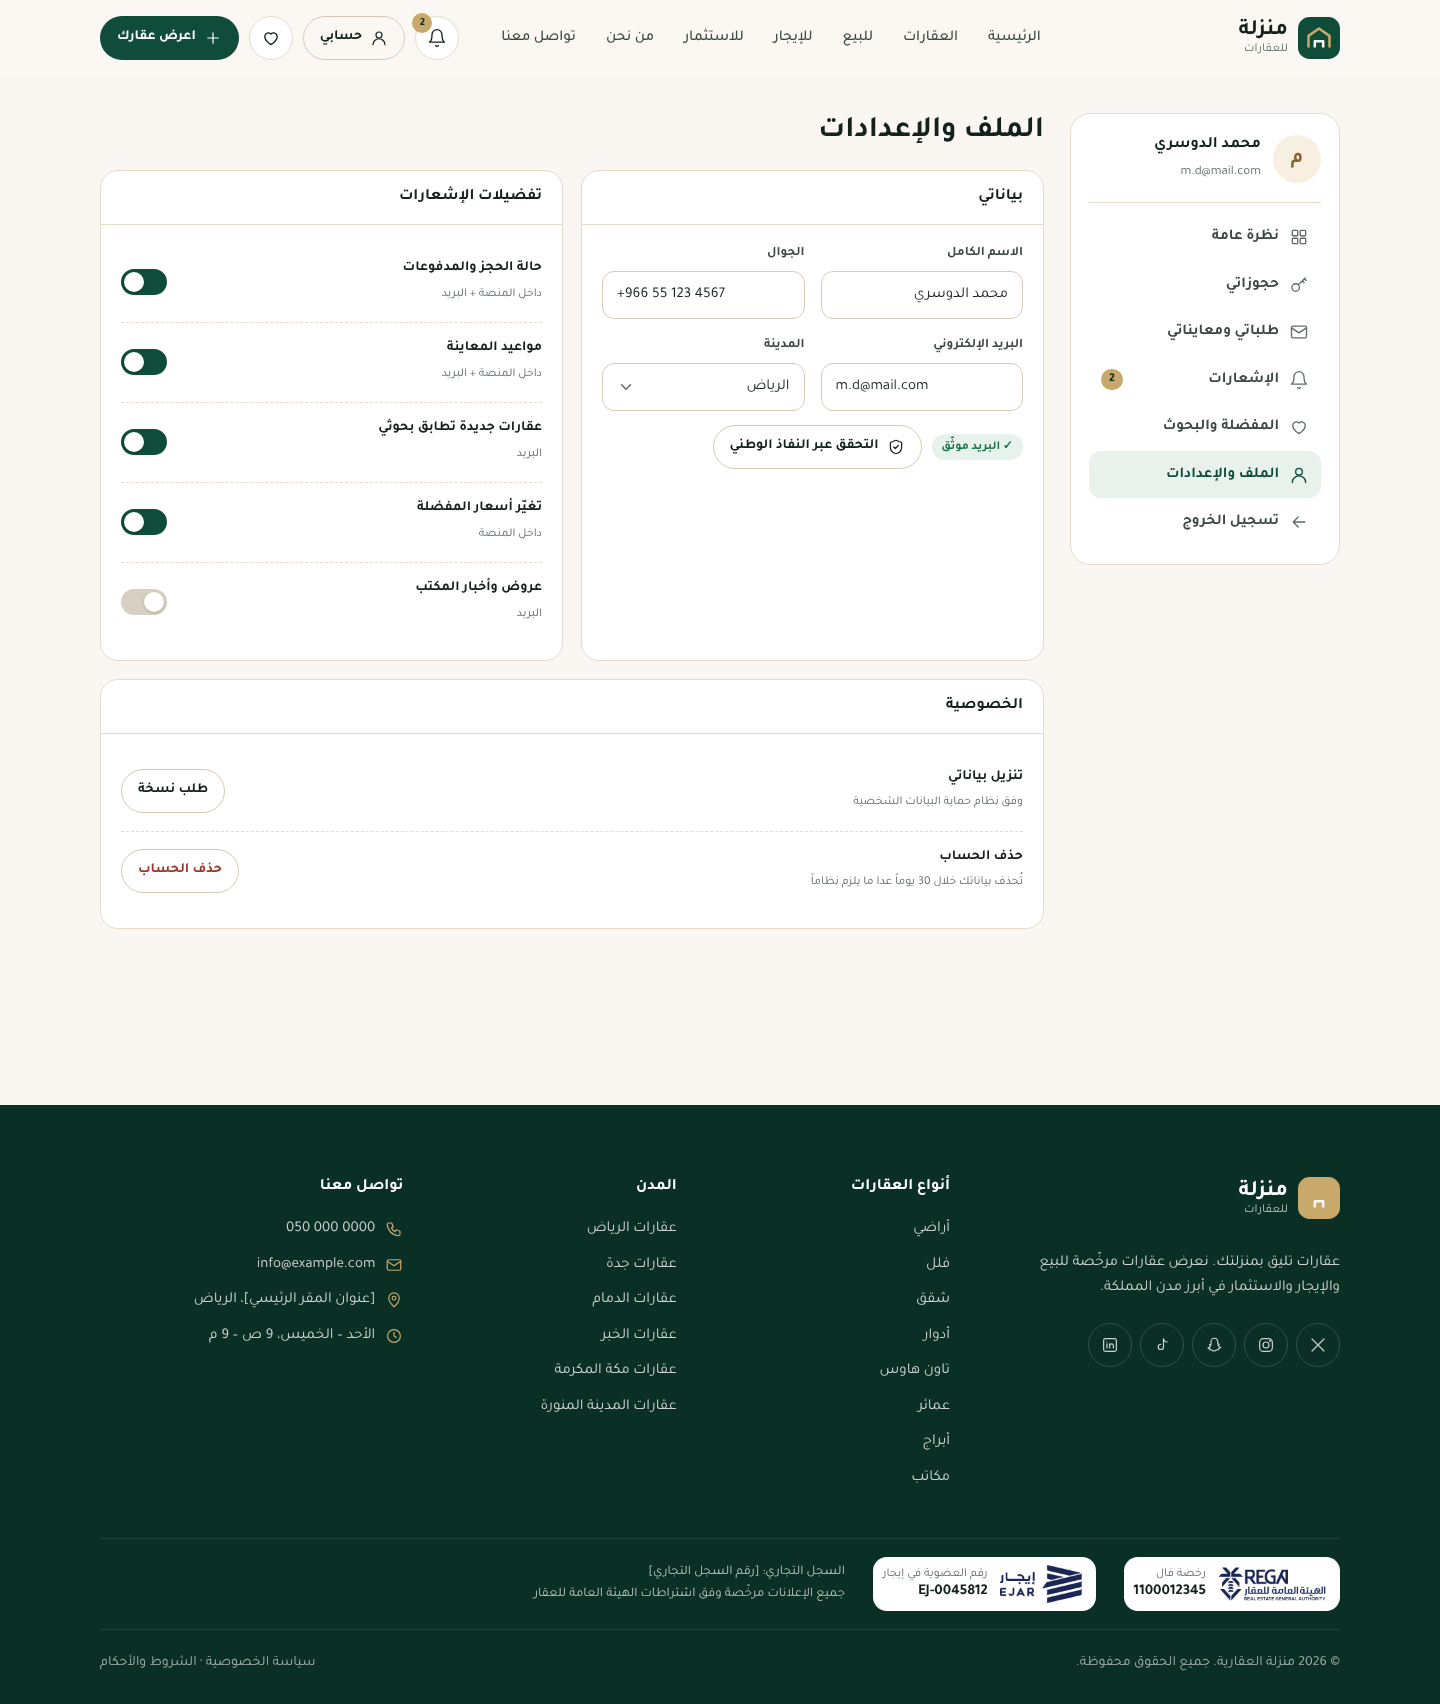 منزلة
للعقارات
الرئيسية
العقارات
للبيع
للإيجار
للاستثمار
من نحن
تواصل معنا
2
حسابي
اعرض عقارك
م
محمد الدوسري
m.d@mail.com
نظرة عامة
حجوزاتي
طلباتي ومعايناتي
الإشعارات
2
المفضلة والبحوث
الملف والإعدادات
تسجيل الخروج
الملف والإعدادات
بياناتي
الاسم الكامل
الجوال
محمد الدوسري
+966 55 123 4567
البريد الإلكتروني
المدينة
m.d@mail.com
الرياض
✓ البريد موثّق
التحقق عبر النفاذ الوطني
تفضيلات الإشعارات
حالة الحجز والمدفوعات
داخل المنصة + البريد
مواعيد المعاينة
داخل المنصة + البريد
عقارات جديدة تطابق بحوثي
البريد
تغيّر أسعار المفضلة
داخل المنصة
عروض وأخبار المكتب
البريد
الخصوصية
تنزيل بياناتي
وفق نظام حماية البيانات الشخصية
طلب نسخة
حذف الحساب
تُحذف بياناتك خلال 30 يوماً عدا ما يلزم نظاماً
حذف الحساب
منزلة
للعقارات
عقارات تليق بمنزلتك. نعرض عقارات مرخّصة للبيع
والإيجار والاستثمار في أبرز مدن المملكة.
أنواع العقارات
أراضي
فلل
شقق
أدوار
تاون هاوس
عمائر
أبراج
مكاتب
المدن
عقارات الرياض
عقارات جدة
عقارات الدمام
عقارات الخبر
عقارات مكة المكرمة
عقارات المدينة المنورة
تواصل معنا
050 000 0000
info@example.com
[عنوان المقر الرئيسي]، الرياض
الأحد – الخميس، 9 ص – 9 م
REGA
الهيئة العامة للعقار
REAL ESTATE GENERAL AUTHORITY
رخصة فال
1100012345
إيجار
EJAR
رقم العضوية في إيجار
EJ-0045812
السجل التجاري: [رقم السجل التجاري]
جميع الإعلانات مرخّصة وفق اشتراطات الهيئة العامة للعقار
© 2026 منزلة العقارية. جميع الحقوق محفوظة.
سياسة الخصوصية · الشروط والأحكام